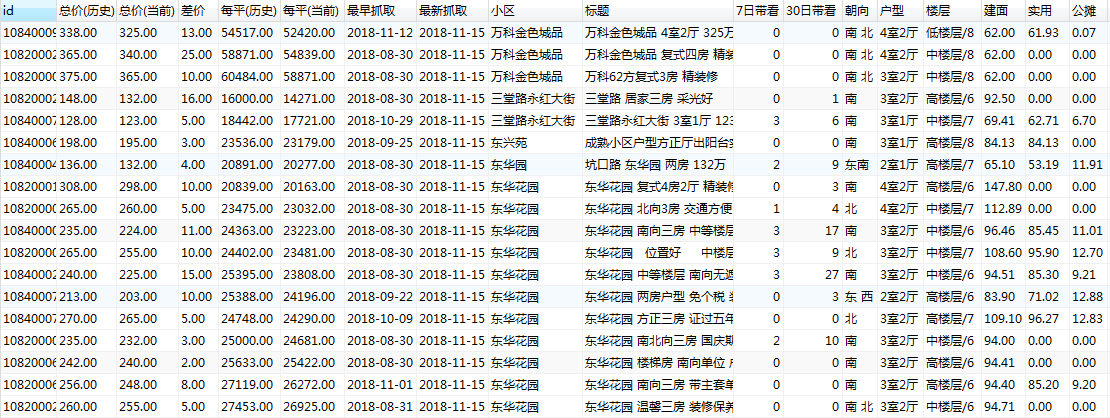 id 总价(历史) 总价(当前) 差价 每平(历史) 每平(当前) 最早抓取 最新抓取 小区 标题 7日带看 30日带看 朝向 户型 楼层 建面 实用 公摊
10840009 338.00 325.00 13.00 54517.00 52420.00 2018-11-12 2018-11-15 万科金色城品 万科金色城品 4室2厅 325万 0 0 南 北 4室2厅 低楼层/8 62.00 61.93 0.07
10820002 365.00 340.00 25.00 58871.00 54839.00 2018-08-30 2018-11-15 万科金色城品 万科金色城品 复式四房 精装 0 0 南 北 4室2厅 中楼层/8 62.00 0.00 0.00
10820000 375.00 365.00 10.00 60484.00 58871.00 2018-08-30 2018-11-15 万科金色城品 万科62方复式3房 精装修 0 0 南 3室2厅 中楼层/8 62.00 0.00 0.00
10820002 148.00 132.00 16.00 16000.00 14271.00 2018-08-30 2018-11-15 三堂路永红大街 三堂路 居家三房 采光好 0 1 南 3室2厅 高楼层/6 92.50 0.00 0.00
10840007 128.00 123.00 5.00 18442.00 17721.00 2018-10-29 2018-11-15 三堂路永红大街 三堂路永红大街 3室1厅 123 3 6 南 3室1厅 中楼层/7 69.41 62.71 6.70
10840006 198.00 195.00 3.00 23536.00 23179.00 2018-09-25 2018-11-15 东兴苑 成熟小区户型方正厅出阳台 0 0 南 3室1厅 高楼层/8 84.13 84.13 0.00
10840004 136.00 132.00 4.00 20891.00 20277.00 2018-08-30 2018-11-15 东华园 坑口路 东华园 两房 132万 2 9 东南 2室1厅 高楼层/7 65.10 53.19 11.91
10820001 308.00 298.00 10.00 20839.00 20163.00 2018-08-30 2018-11-15 东华花园 东华花园 复式4房2厅 精装修 0 3 南 4室2厅 高楼层/6 147.80 0.00 0.00
10820000 265.00 260.00 5.00 23475.00 23032.00 2018-08-30 2018-11-15 东华花园 东华花园 北向3房 交通方便 1 4 北 4室2厅 中楼层/7 112.89 0.00 0.00
10840000 235.00 224.00 11.00 24363.00 23223.00 2018-08-30 2018-11-15 东华花园 东华花园 南向三房 中等楼层 3 17 南 3室2厅 中楼层/6 96.46 85.45 11.01
10820000 265.00 255.00 10.00 24402.00 23481.00 2018-08-30 2018-11-15 东华花园 东华花园 位置好 中楼层 3 9 北 3室2厅 中楼层/7 108.60 95.90 12.70
10820002 240.00 225.00 15.00 25395.00 23808.00 2018-08-30 2018-11-15 东华花园 东华花园 中等楼层 南向无遮 3 27 南 3室2厅 中楼层/6 94.51 85.30 9.21
10840007 213.00 203.00 10.00 25388.00 24196.00 2018-09-22 2018-11-15 东华花园 东华花园 两房户型 免个税 0 3 东 西 2室2厅 高楼层/6 83.90 71.02 12.88
10840007 270.00 265.00 5.00 24748.00 24290.00 2018-10-09 2018-11-15 东华花园 东华花园 方正三房 证过五年 0 0 北 3室2厅 高楼层/7 109.10 96.27 12.83
10820000 235.00 232.00 3.00 25000.00 24681.00 2018-08-30 2018-11-15 东华花园 东华花园 南北向三房 国庆 2 10 南 3室2厅 高楼层/6 94.00 0.00 0.00
10820006 242.00 240.00 2.00 25633.00 25422.00 2018-08-30 2018-11-15 东华花园 东华花园 楼梯房 南向单位 0 0 南 3室2厅 高楼层/6 94.41 0.00 0.00
10820006 256.00 248.00 8.00 27119.00 26272.00 2018-11-01 2018-11-15 东华花园 东华花园 南向三房 带主套单 0 0 南 3室2厅 高楼层/6 94.40 85.20 9.20
10820002 260.00 255.00 5.00 27453.00 26925.00 2018-08-31 2018-11-15 东华花园 东华花园 温馨三房 装修保养 0 0 南 北 3室2厅 高楼层/6 94.71 0.00 0.00